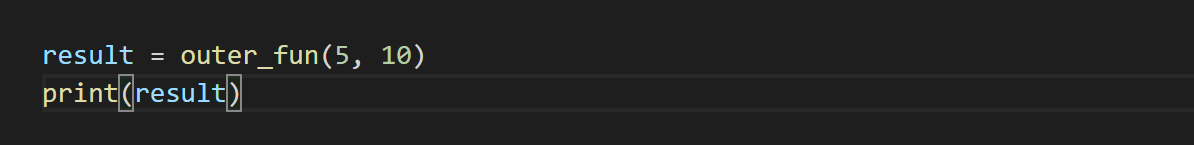 result = outer_fun(5, 10)
print(result)